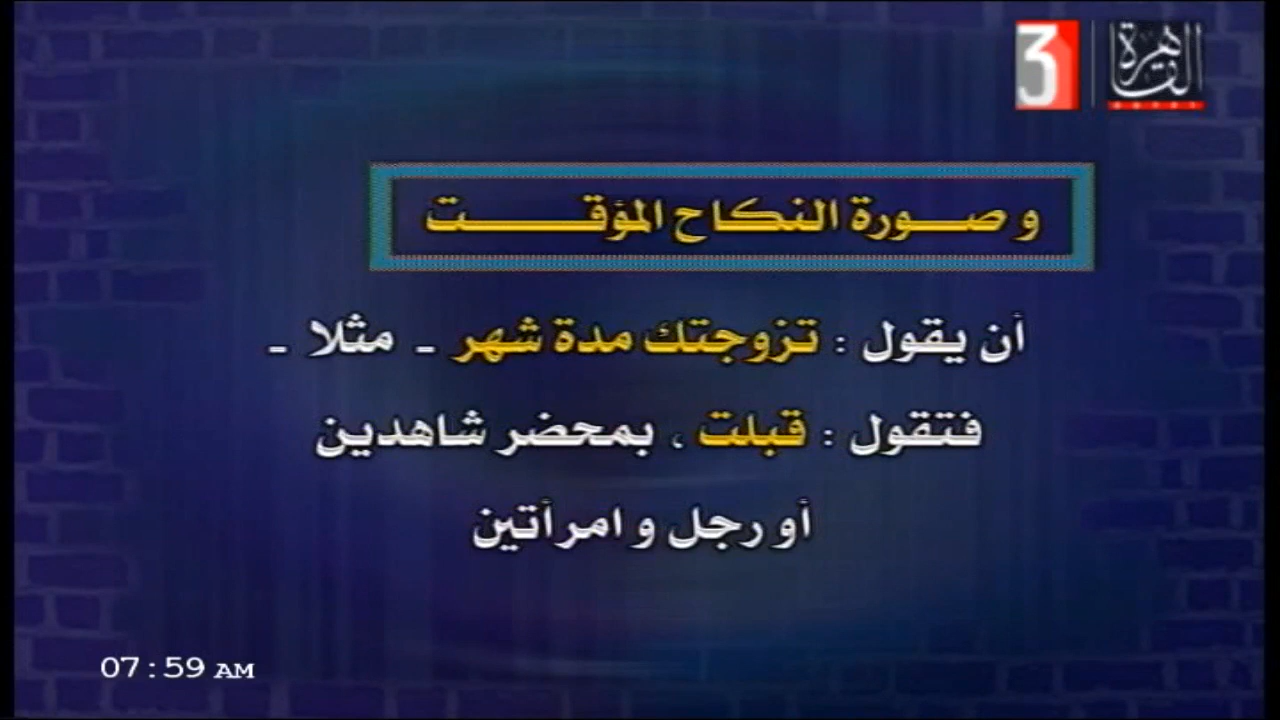 3 القاهرة
و صورة النكاح المؤقت
أن يقول : تزوجتك مدة شهر - مثلا -
فتقول : قبلت ، بمحضر شاهدين
أو رجل و امرأتين
07:59 AM